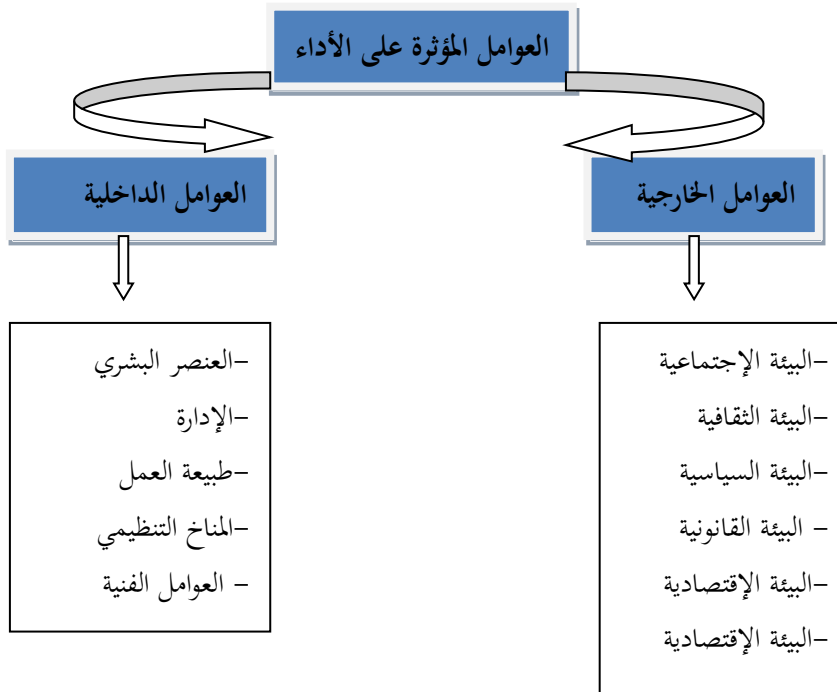 العوامل المؤثرة على الأداء
العوامل الخارجية
العوامل الداخلية
-البيئة الإجتماعية
-البيئة الثقافية
-البيئة السياسية
- البيئة القانونية
-البيئة الإقتصادية
-البيئة الإقتصادية
-العنصر البشري
-الإدارة
-طبيعة العمل
-المناخ التنظيمي
- العوامل الفنية